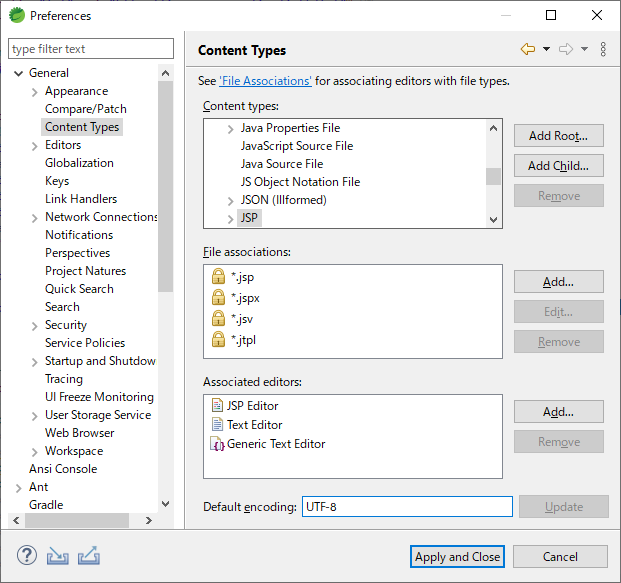 Preferences
type filter text
General
Appearance
Compare/Patch
Content Types
Editors
Globalization
Keys
Link Handlers
Network Connections
Notifications
Perspectives
Project Natures
Quick Search
Search
Security
Service Policies
Startup and Shutdow
Tracing
UI Freeze Monitoring
User Storage Service
Web Browser
Workspace
Ansi Console
Ant
Gradle
Content Types
See 'File Associations' for associating editors with file types.
Content types:
Java Properties File
JavaScript Source File
Java Source File
JS Object Notation File
JSON (Illformed)
JSP
Add Root...
Add Child...
Remove
File associations:
*.jsp
*.jspx
*.jsv
*.jtpl
Add...
Edit...
Remove
Associated editors:
JSP Editor
Text Editor
Generic Text Editor
Add...
Remove
Default encoding: UTF-8 Update
Apply and Close Cancel